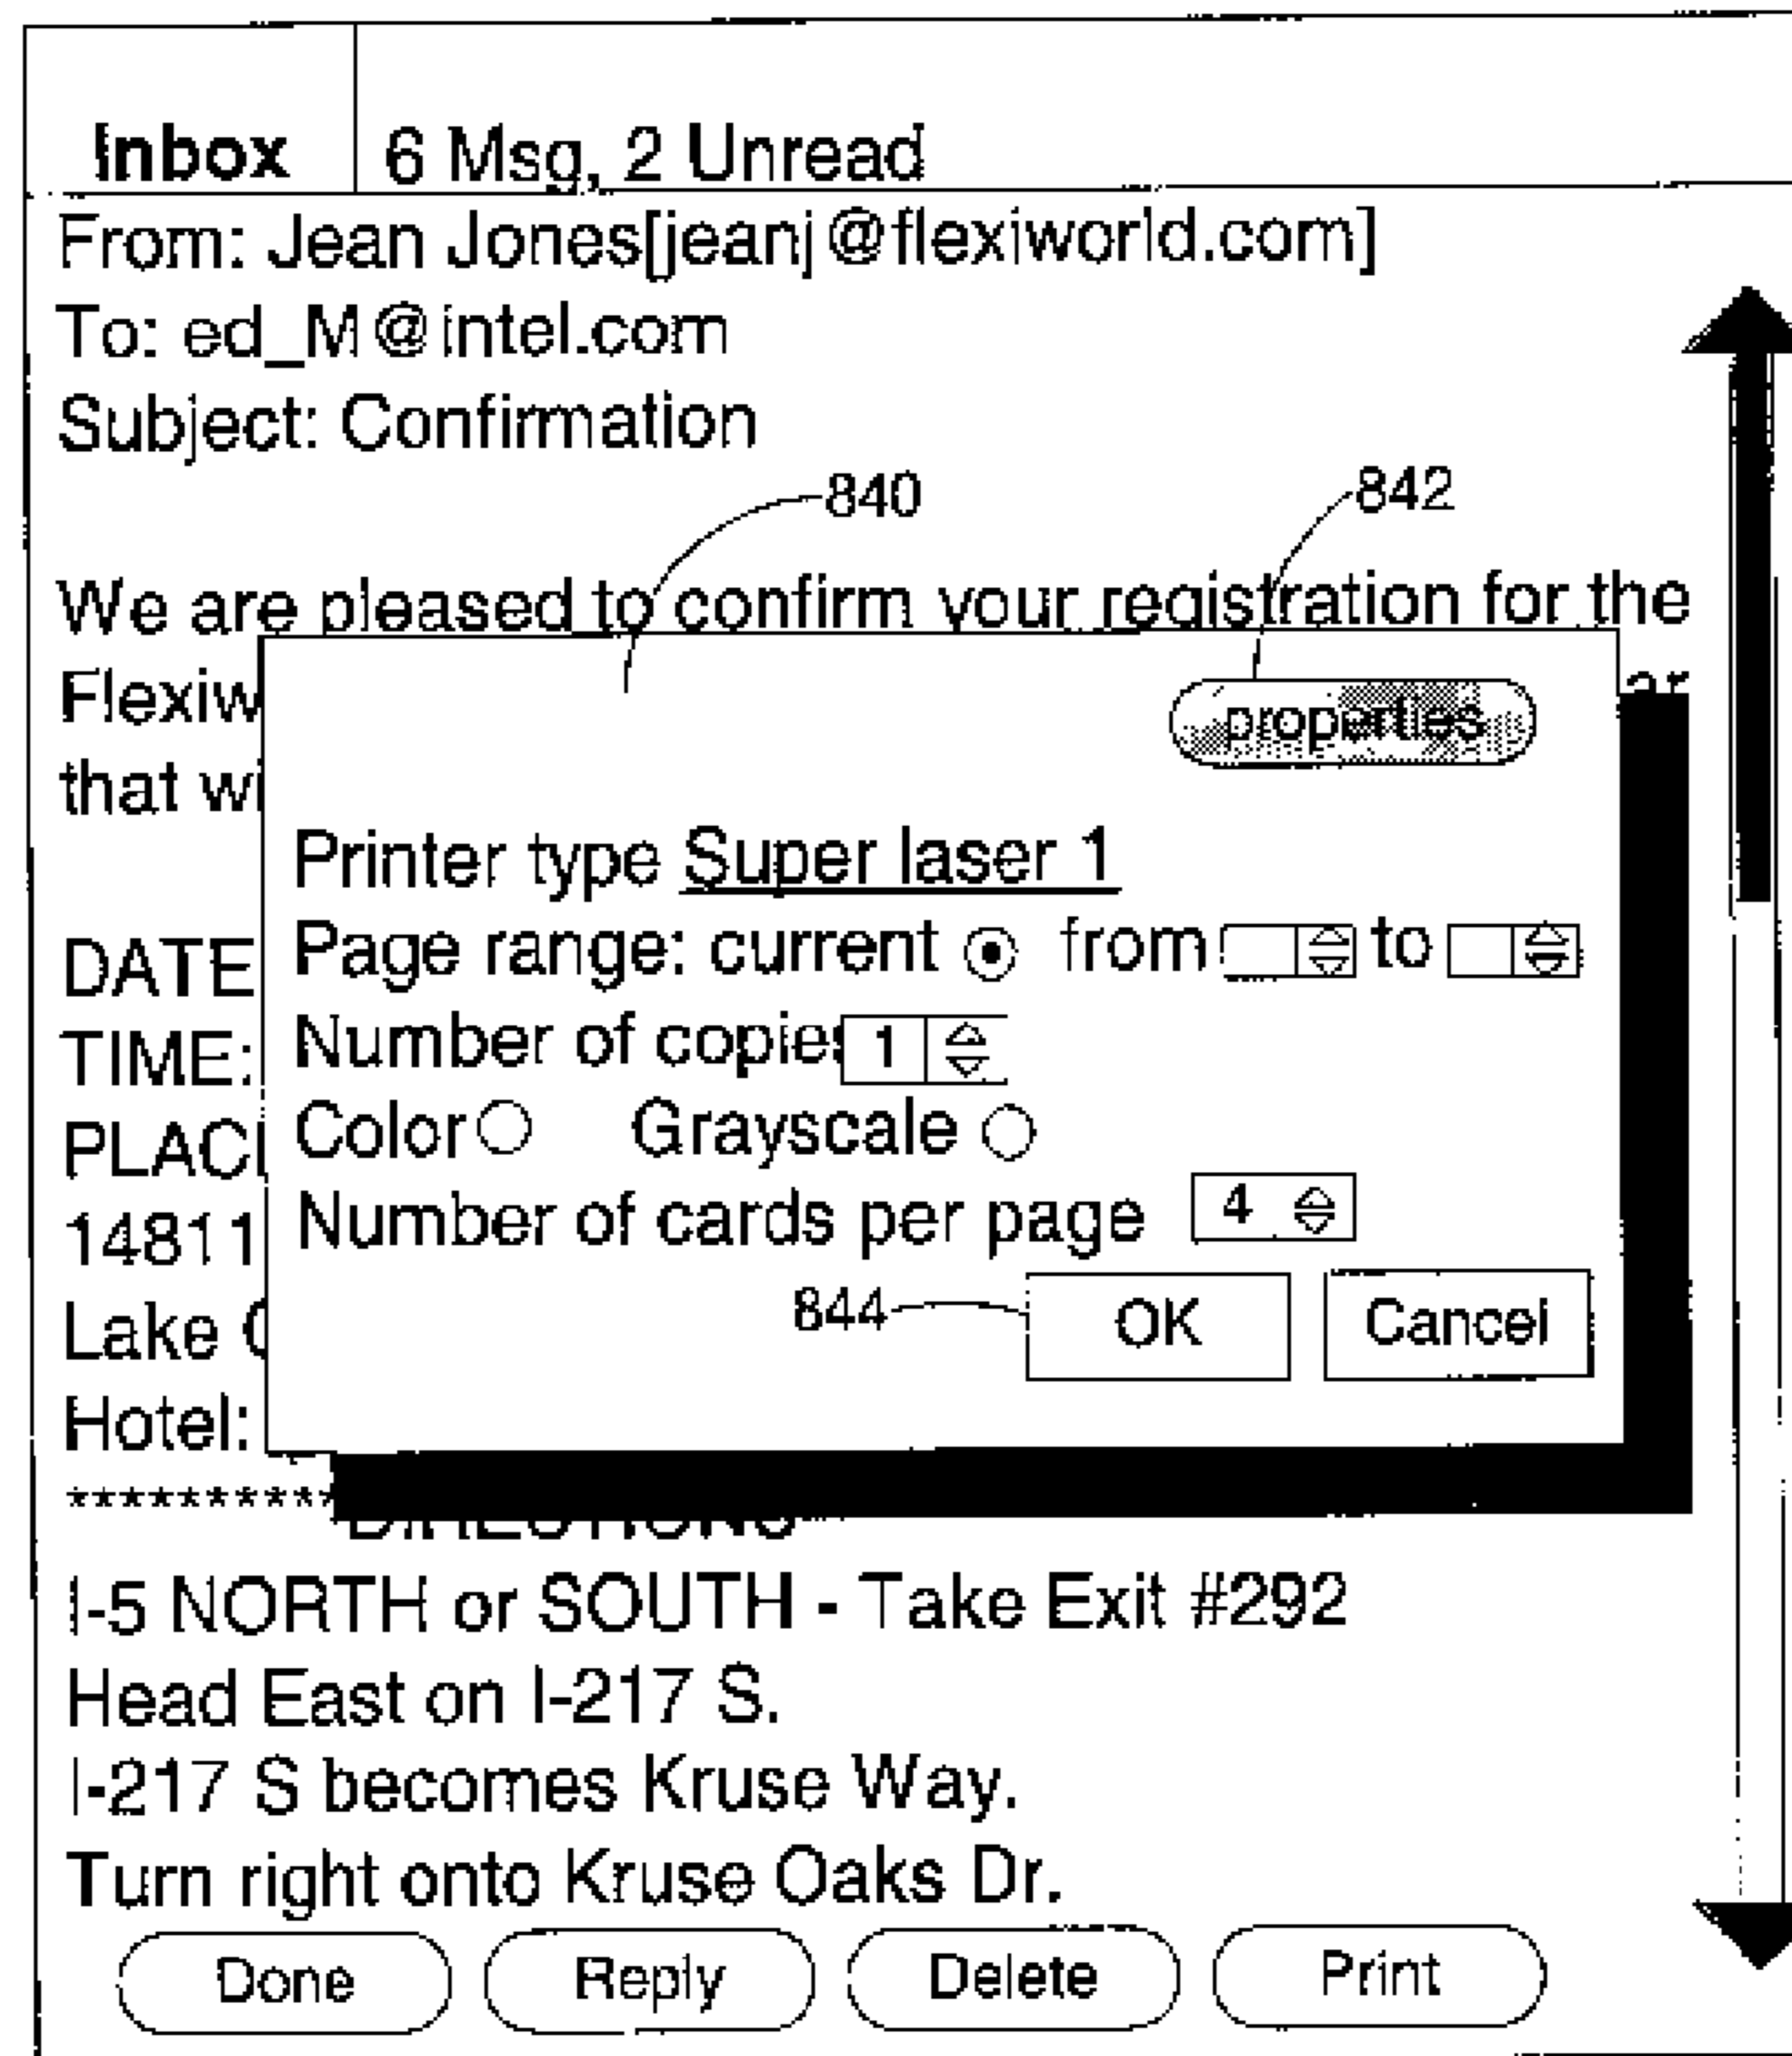 Inbox 6 Msg, 2 Unread
From: Jean Jones[jeanj@flexiworld.com]
To: ed_M@intel.com
Subject: Confirmation
840 842
We are pleased to confirm your registration for the
Flexiw
properties
that w
Printer type Super laser 1
DATE
Page range: current from to
TIME:
Number of copies 1
PLAC
Color Grayscale
14811
Number of cards per page 4
Lake
844 OK Cancel
Hotel:
**********
DIRECTIONS
I-5 NORTH or SOUTH - Take Exit #292
Head East on I-217 S.
I-217 S becomes Kruse Way.
Turn right onto Kruse Oaks Dr.
Done Reply Delete Print